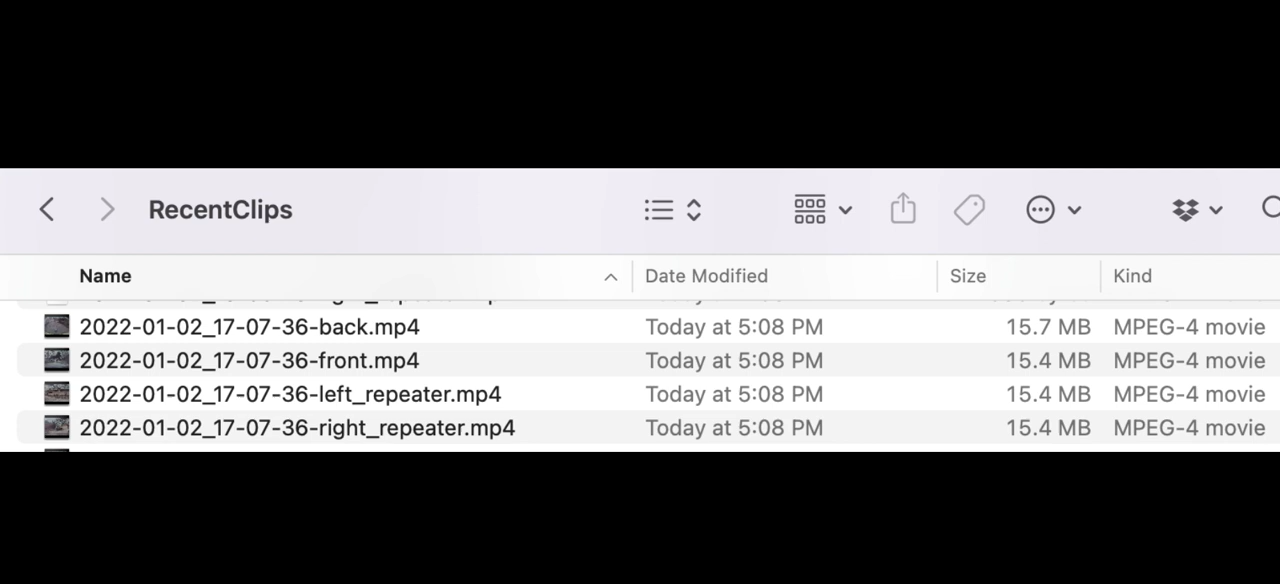 RecentClips
Name Date Modified Size Kind
2022-01-02_17-07-36-back.mp4 Today at 5:08 PM 15.7 MB MPEG-4 movie
2022-01-02_17-07-36-front.mp4 Today at 5:08 PM 15.4 MB MPEG-4 movie
2022-01-02_17-07-36-left_repeater.mp4 Today at 5:08 PM 15.4 MB MPEG-4 movie
2022-01-02_17-07-36-right_repeater.mp4 Today at 5:08 PM 15.4 MB MPEG-4 movie